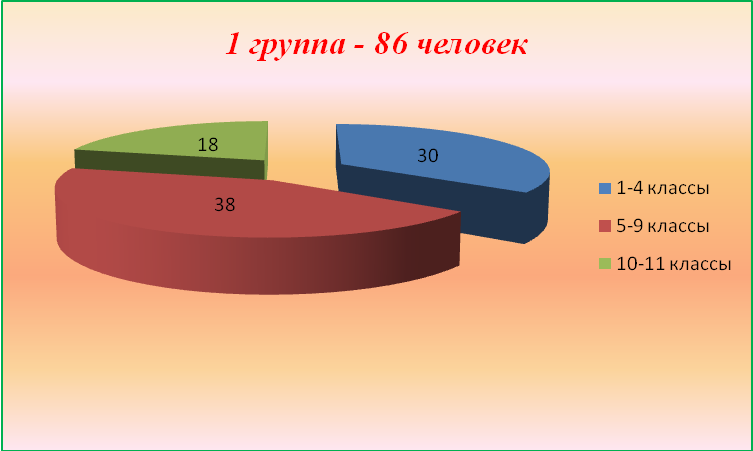 1 группа - 86 человек
18
30
38
1-4 классы
5-9 классы
10-11 классы